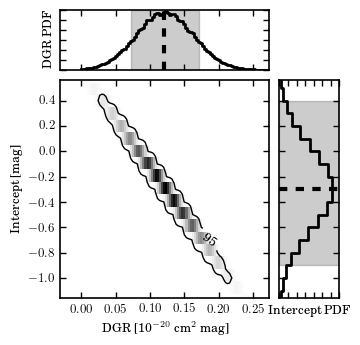 DGR PDF
0.4
0.2
0.0
−0.2
−0.4
−0.6
−0.8
−1.0
Intercept [mag]
.95
0.00 0.05 0.10 0.15 0.20 0.25
DGR [10⁻²⁰ cm² mag]
Intercept PDF